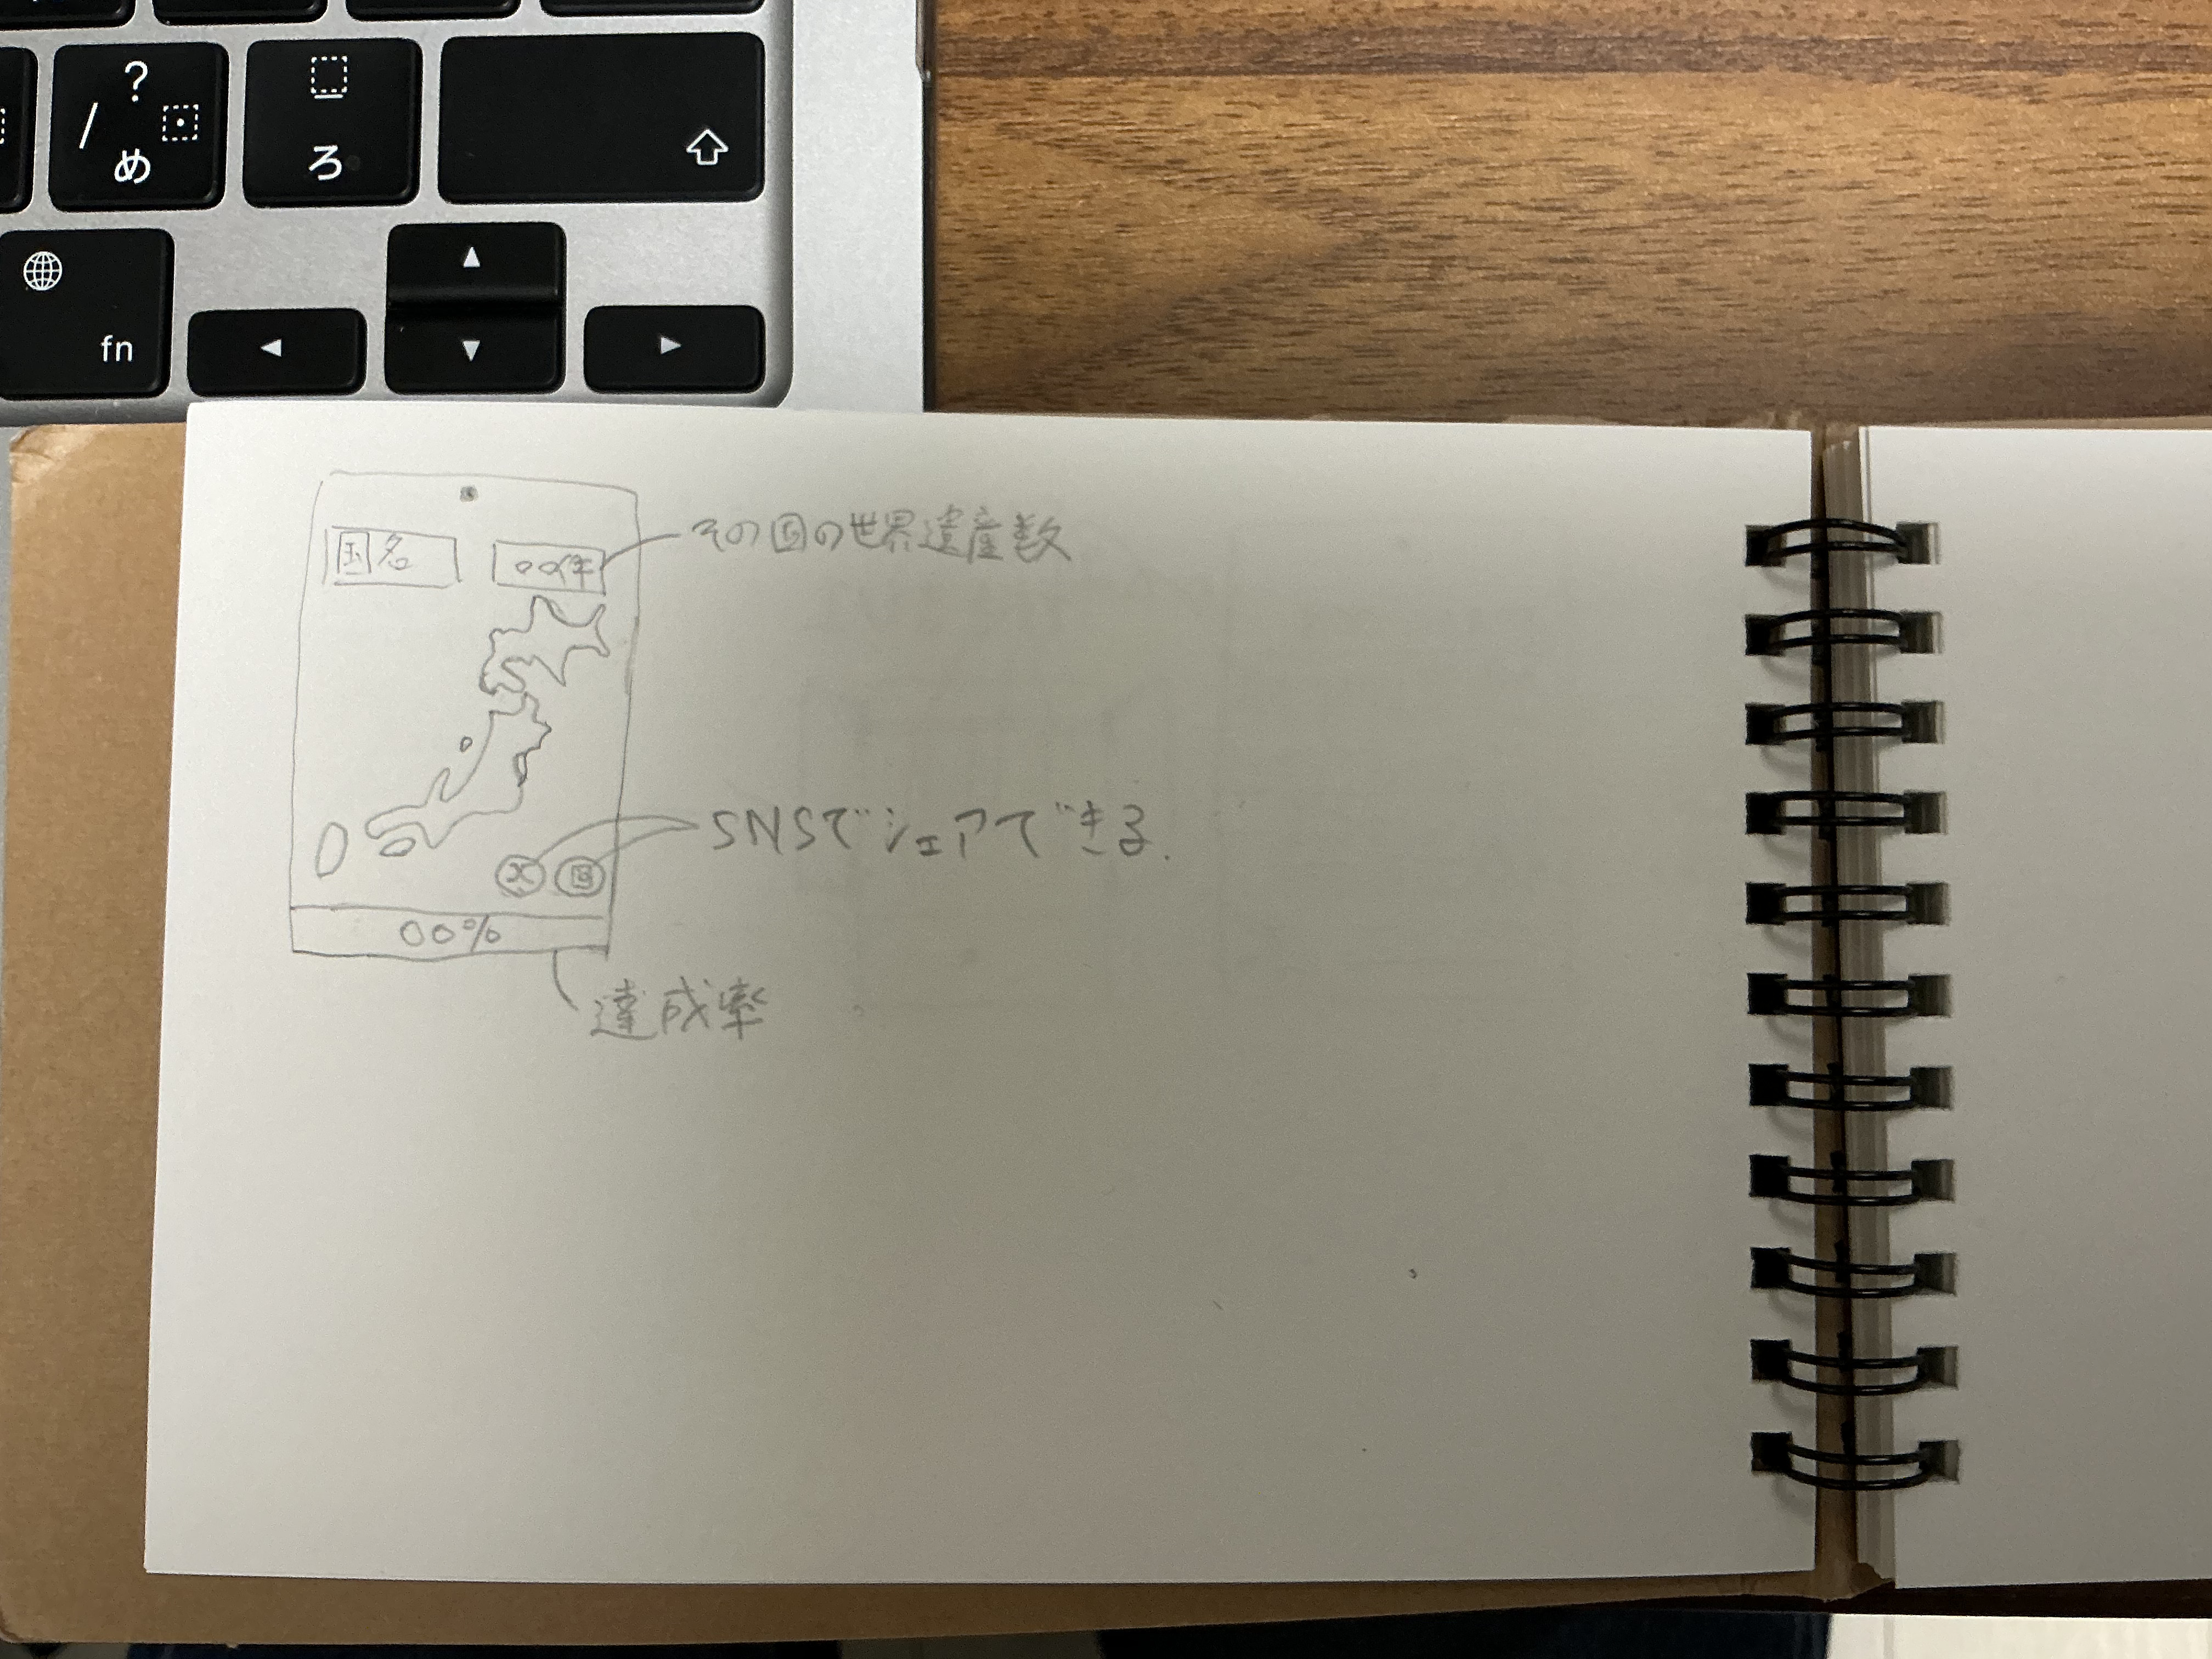 ?
/
め
ろ
fn
国名
○○件
その国の世界遺産数
SNSでシェアできる.
X
○○%
達成率